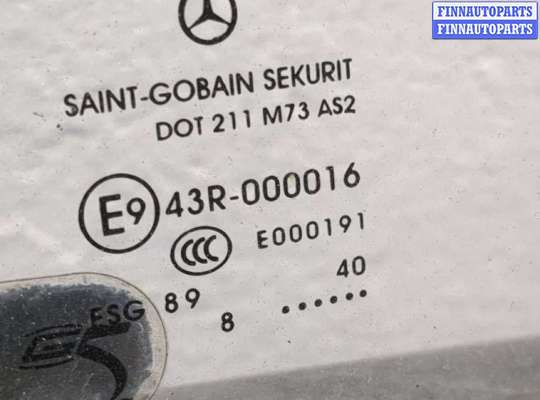 FINNAUTOPARTS
FINNAUTOPARTS
SAINT-GOBAIN SEKURIT
DOT 211 M73 AS2
E9 43R-000016
CCC E000191
ESG 89 40
8 ......